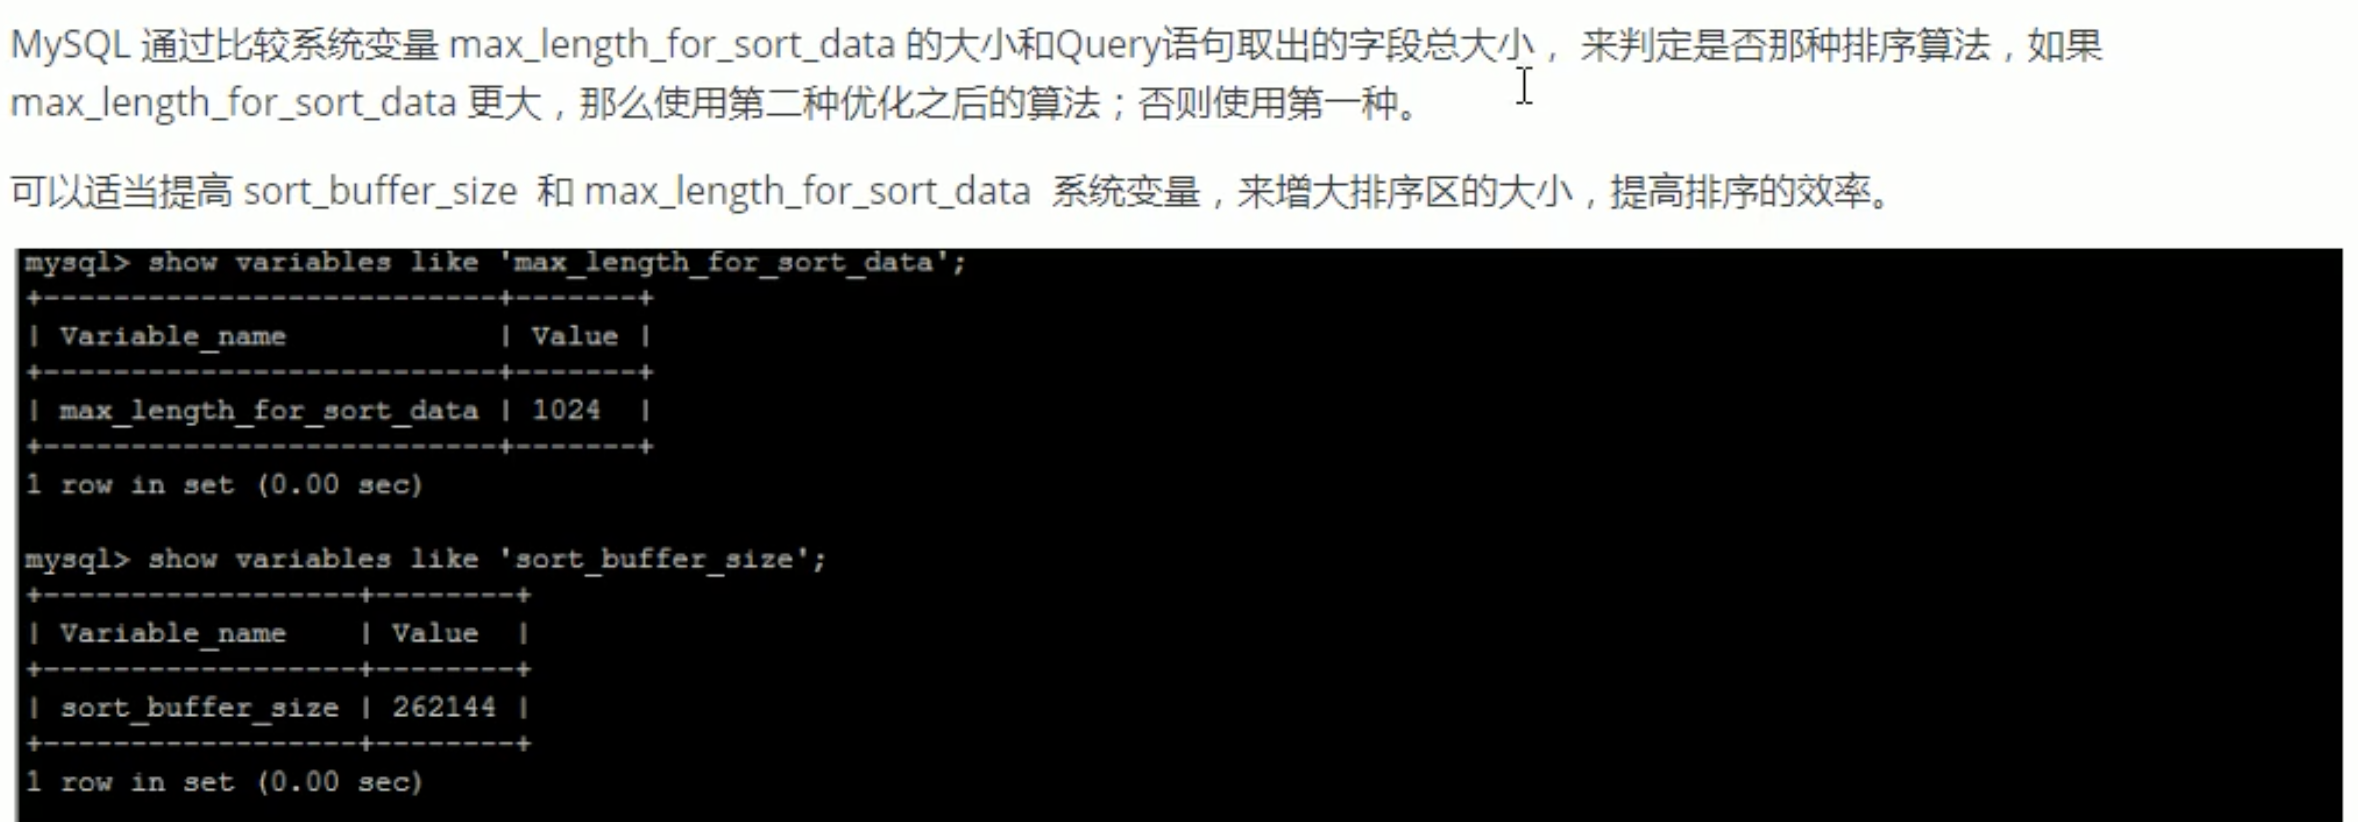 MySQL 通过比较系统变量 max_length_for_sort_data 的大小和Query语句取出的字段总大小， 来判定是否那种排序算法，如果
max_length_for_sort_data 更大，那么使用第二种优化之后的算法；否则使用第一种。
可以适当提高 sort_buffer_size 和 max_length_for_sort_data 系统变量，来增大排序区的大小，提高排序的效率。
mysql> show variables like 'max_length_for_sort_data';
+--------------------------+-------+
| Variable_name            | Value |
+--------------------------+-------+
| max_length_for_sort_data | 1024  |
+--------------------------+-------+
1 row in set (0.00 sec)
mysql> show variables like 'sort_buffer_size';
+------------------+--------+
| Variable_name    | Value  |
+------------------+--------+
| sort_buffer_size | 262144 |
+------------------+--------+
1 row in set (0.00 sec)